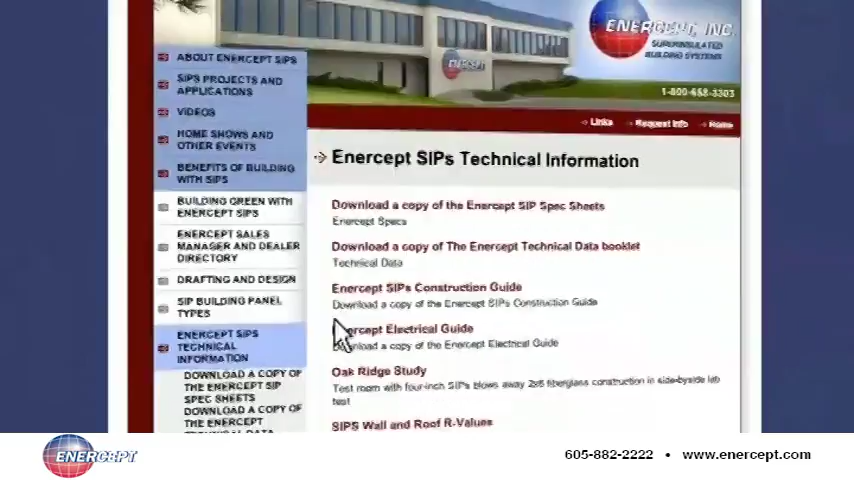 ENERCEPT, INC.
SUPERINSULATED
BUILDING SYSTEMS
ENERCEPT
1-800-658-3303
Links
Request Info
Home
ABOUT ENERCEPT SIPS
SIPS PROJECTS AND
APPLICATIONS
VIDEOS
HOME SHOWS AND
OTHER EVENTS
BENEFITS OF BUILDING
WITH SIPS
BUILDING GREEN WITH
ENERCEPT SIPS
ENERCEPT SALES
MANAGER AND DEALER
DIRECTORY
DRAFTING AND DESIGN
SIP BUILDING PANEL
TYPES
ENERCEPT SIPS
TECHNICAL
INFORMATION
DOWNLOAD A COPY OF
THE ENERCEPT SIP
SPEC SHEETS
DOWNLOAD A COPY OF
THE ENERCEPT
TECHNICAL DATA
Enercept SIPs Technical Information
Download a copy of the Enercept SIP Spec Sheets
Enercept Specs
Download a copy of The Enercept Technical Data booklet
Technical Data
Enercept SIPs Construction Guide
Download a copy of the Enercept SIPs Construction Guide
Enercept Electrical Guide
Download a copy of the Enercept Electrical Guide
Oak Ridge Study
Test room with four-inch SIPs blows away 2x6 fiberglass construction in side-byside lab
test
SIPS Wall and Roof R-Values
ENERCEPT
605-882-2222 • www.enercept.com